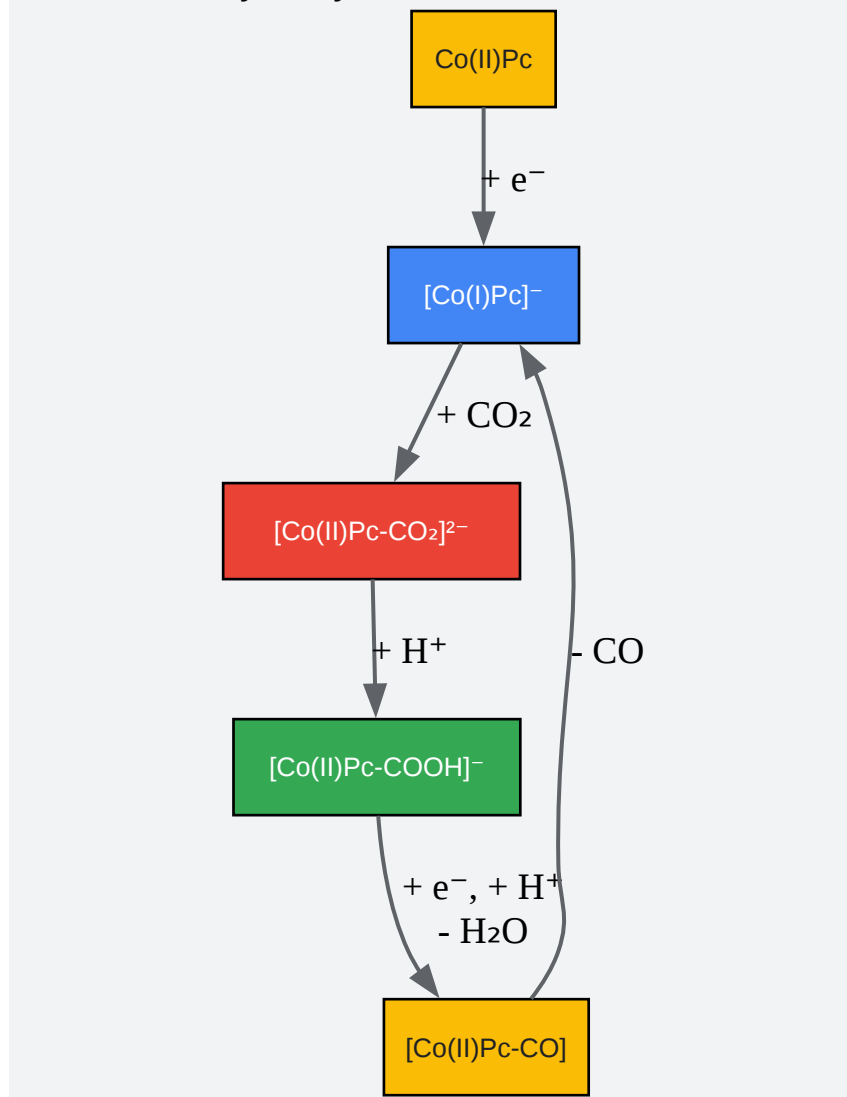 Co(II)Pc
+ e⁻
[Co(I)Pc]⁻
+ CO₂
[Co(II)Pc-CO₂]²⁻
+ H⁺
- CO
[Co(II)Pc-COOH]⁻
+ e⁻, + H⁺
- H₂O
[Co(II)Pc-CO]